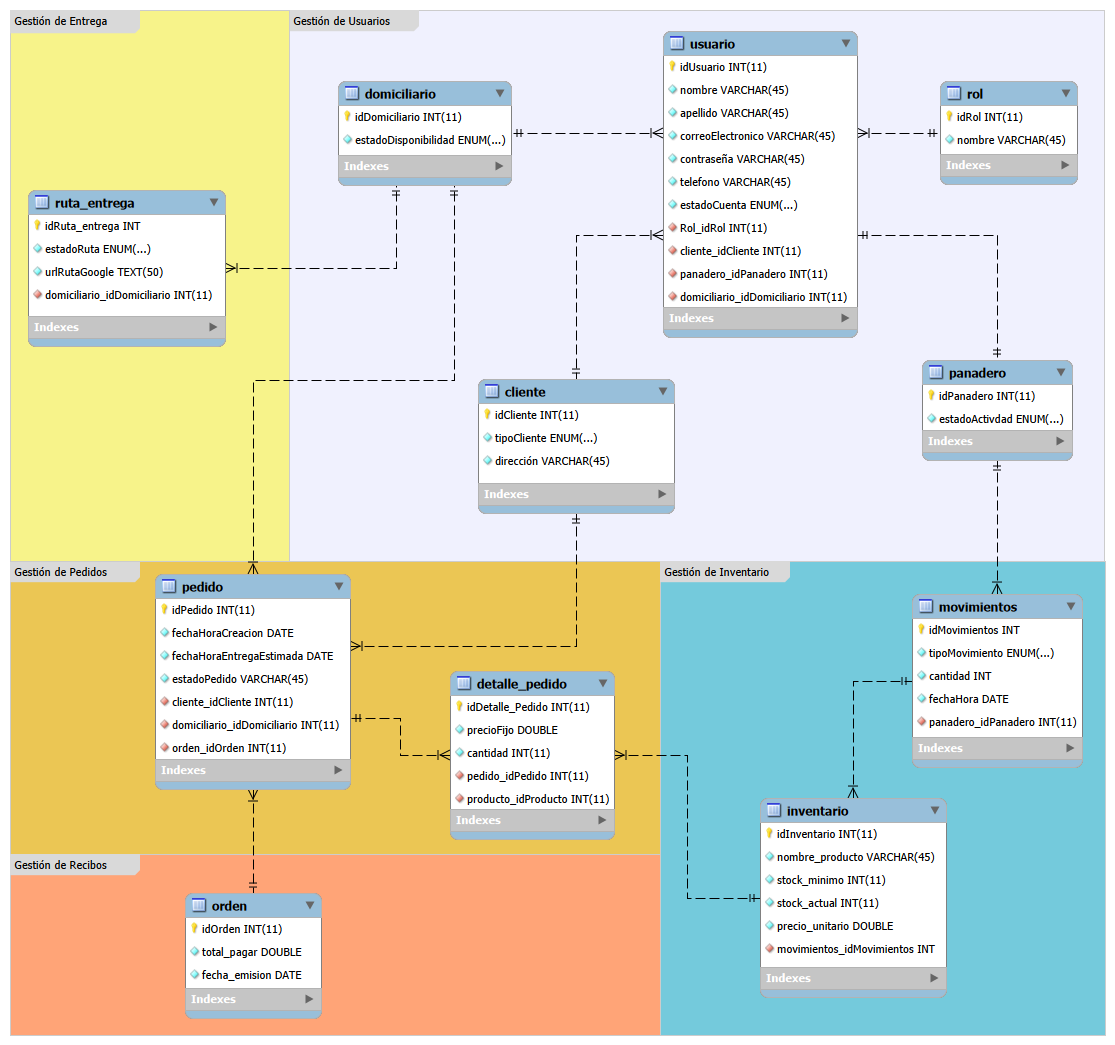 Gestión de Entrega
Gestión de Usuarios
usuario
idUsuario INT(11)
nombre VARCHAR(45)
apellido VARCHAR(45)
correoElectronico VARCHAR(45)
contraseña VARCHAR(45)
telefono VARCHAR(45)
estadoCuenta ENUM(...)
Rol_idRol INT(11)
cliente_idCliente INT(11)
panadero_idPanadero INT(11)
domiciliario_idDomiciliario INT(11)
Indexes
domiciliario
idDomiciliario INT(11)
estadoDisponibilidad ENUM(...)
Indexes
rol
idRol INT(11)
nombre VARCHAR(45)
Indexes
ruta_entrega
idRuta_entrega INT
estadoRuta ENUM(...)
urlRutaGoogle TEXT(50)
domiciliario_idDomiciliario INT(11)
Indexes
cliente
idCliente INT(11)
tipoCliente ENUM(...)
dirección VARCHAR(45)
Indexes
panadero
idPanadero INT(11)
estadoActivdad ENUM(...)
Indexes
Gestión de Pedidos
Gestión de Inventario
pedido
idPedido INT(11)
fechaHoraCreacion DATE
fechaHoraEntregaEstimada DATE
estadoPedido VARCHAR(45)
cliente_idCliente INT(11)
domiciliario_idDomiciliario INT(11)
orden_idOrden INT(11)
Indexes
detalle_pedido
idDetalle_Pedido INT(11)
precioFijo DOUBLE
cantidad INT(11)
pedido_idPedido INT(11)
producto_idProducto INT(11)
Indexes
movimientos
idMovimientos INT
tipoMovimiento ENUM(...)
cantidad INT
fechaHora DATE
panadero_idPanadero INT(11)
Indexes
inventario
idInventario INT(11)
nombre_producto VARCHAR(45)
stock_minimo INT(11)
stock_actual INT(11)
precio_unitario DOUBLE
movimientos_idMovimientos INT
Indexes
Gestión de Recibos
orden
idOrden INT(11)
total_pagar DOUBLE
fecha_emision DATE
Indexes